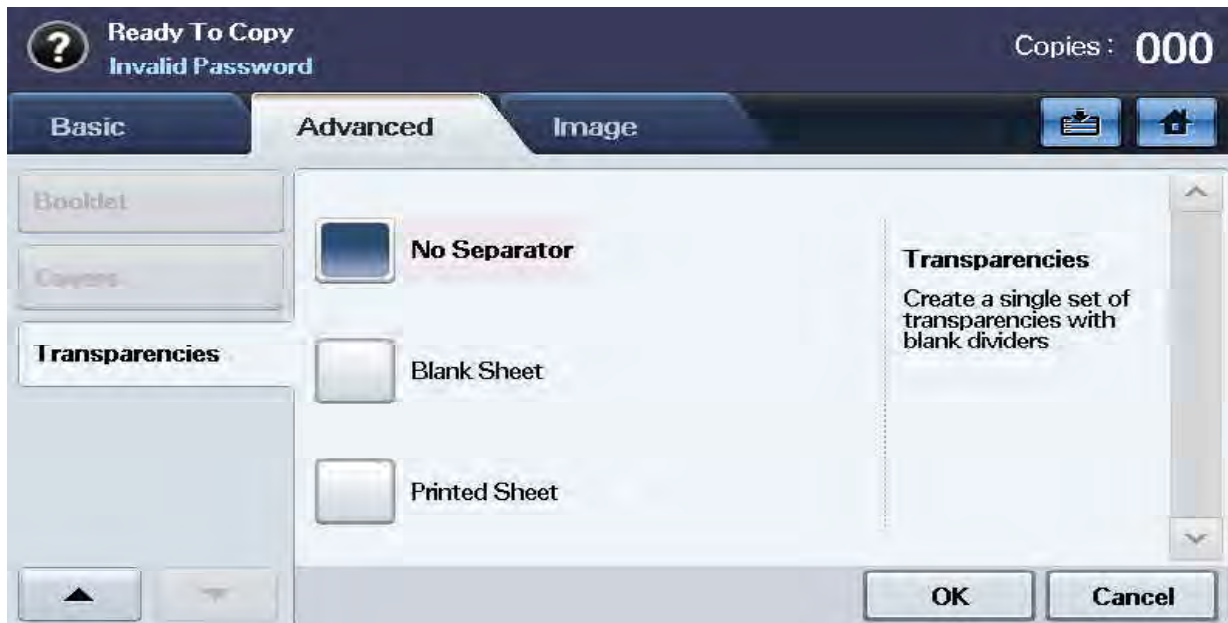 Ready To Copy
Invalid Password
Copies : 000
Basic
Advanced
Image
Booklet
Covers
Transparencies
No Separator
Blank Sheet
Printed Sheet
Transparencies
Create a single set of
transparencies with
blank dividers
OK
Cancel